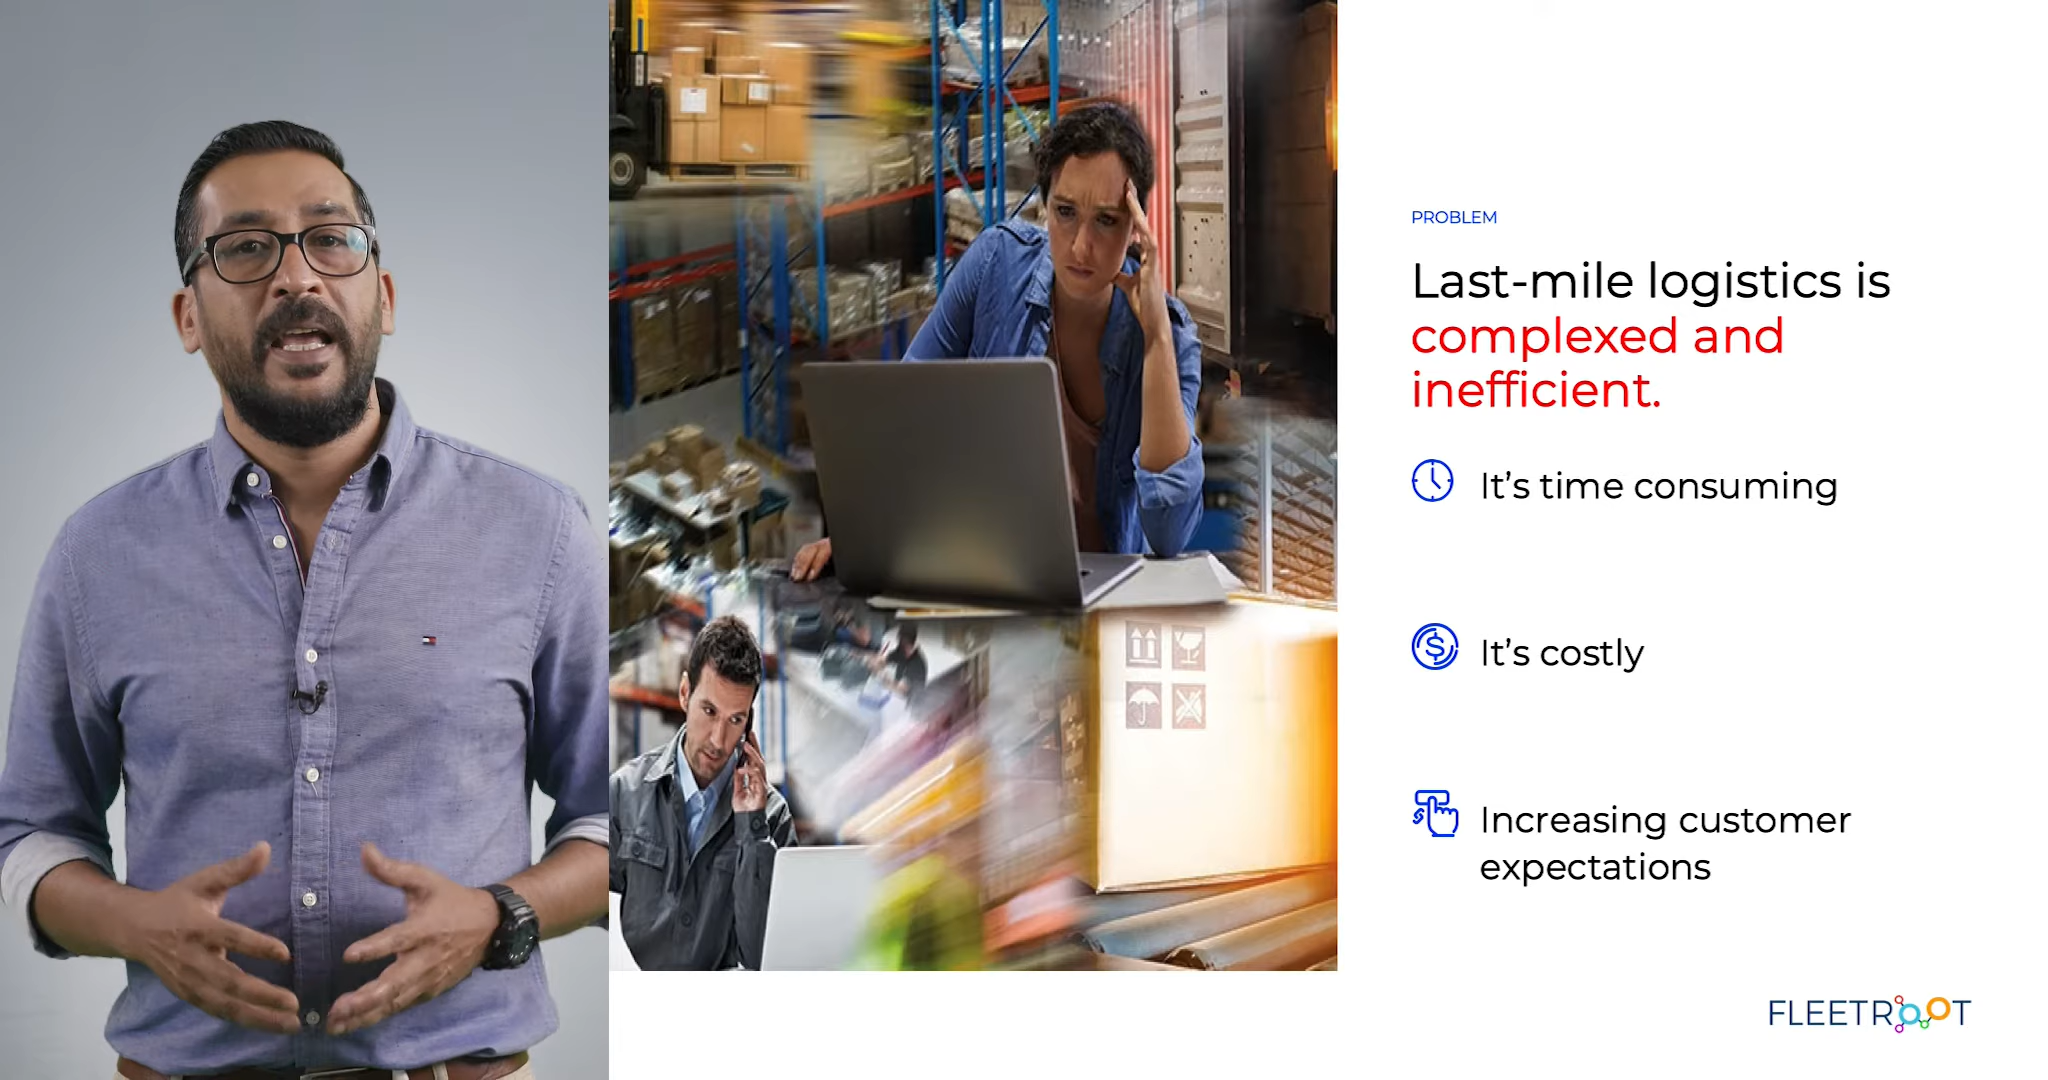 PROBLEM
Last-mile logistics is
complexed and
inefficient.
It's time consuming
It's costly
Increasing customer
expectations
FLEETROOT